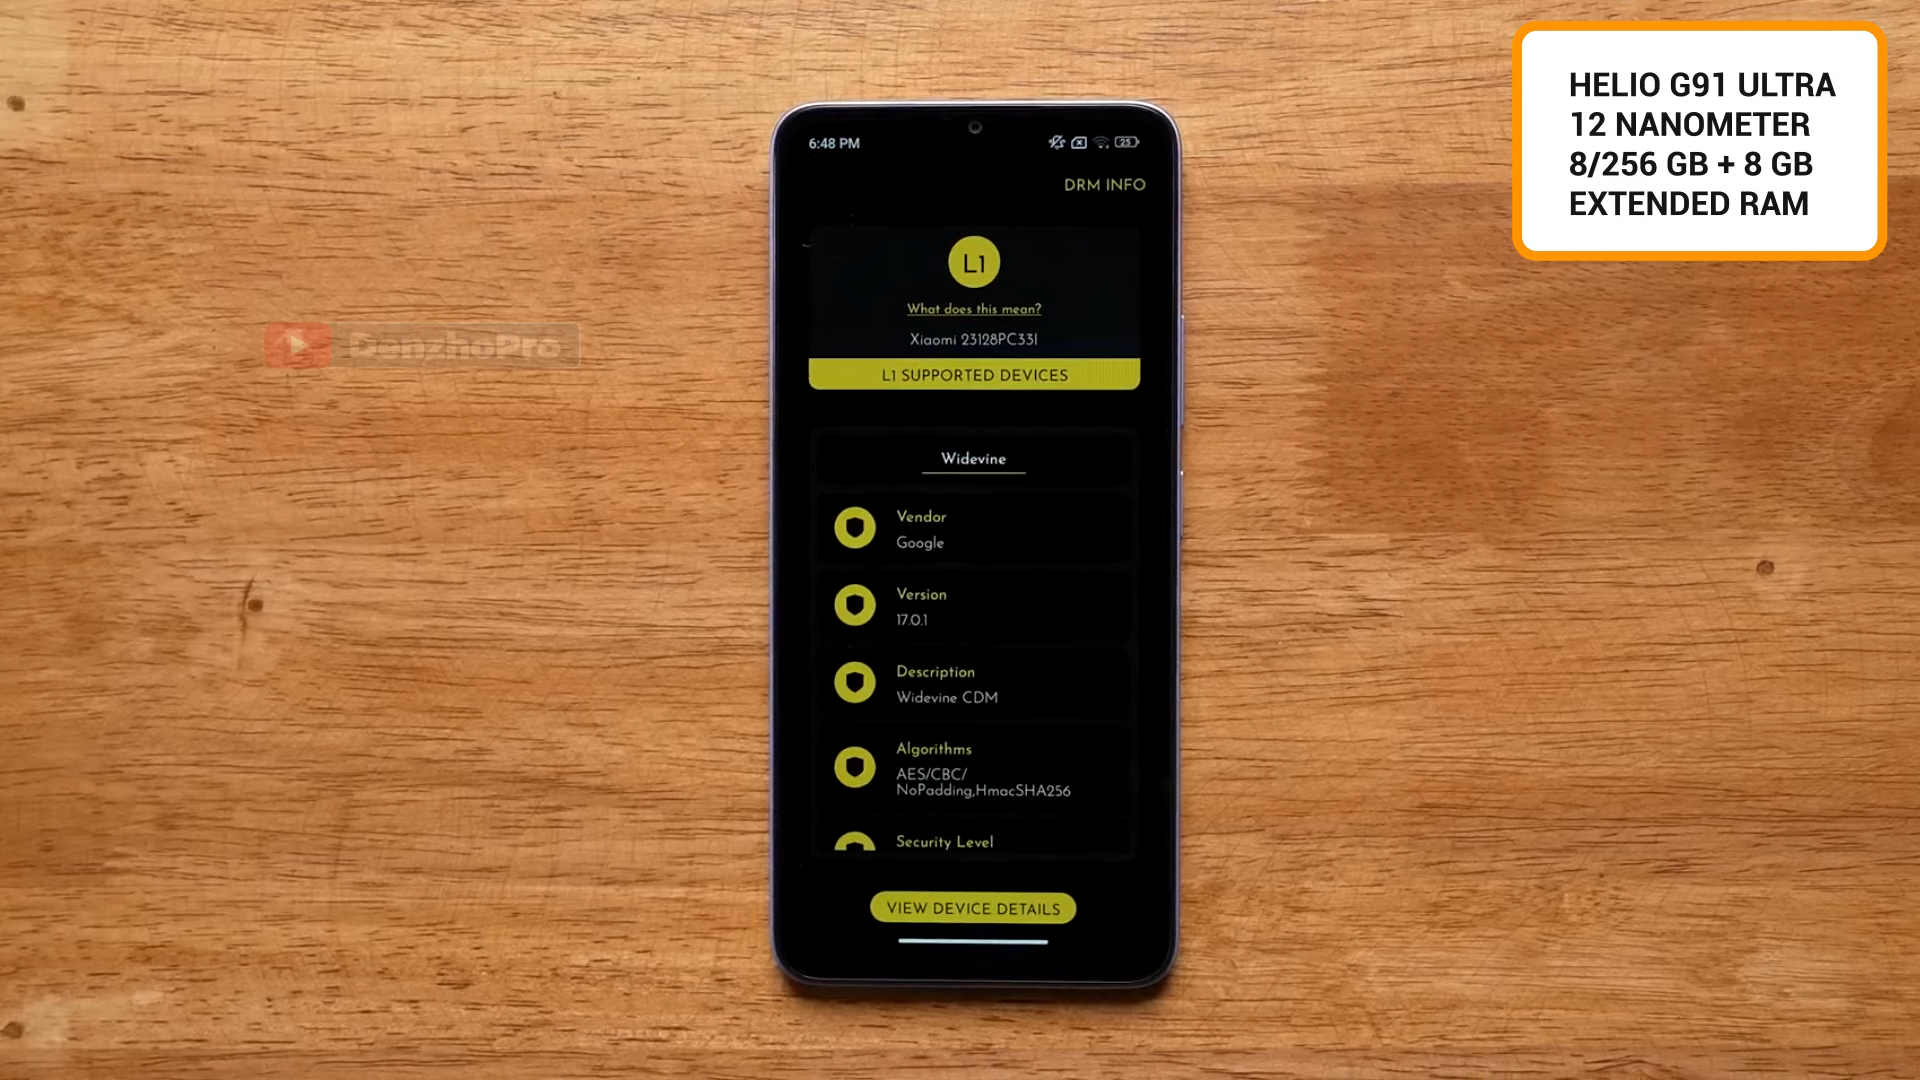 HELIO G91 ULTRA
12 NANOMETER
8/256 GB + 8 GB
EXTENDED RAM
6:48 PM
25
DRM INFO
L1
What does this mean?
Xiaomi 23128PC33I
L1 SUPPORTED DEVICES
DenzhoPro
Widevine
Vendor
Google
Version
17.0.1
Description
Widevine CDM
Algorithms
AES/CBC/
NoPadding,HmacSHA256
Security Level
VIEW DEVICE DETAILS